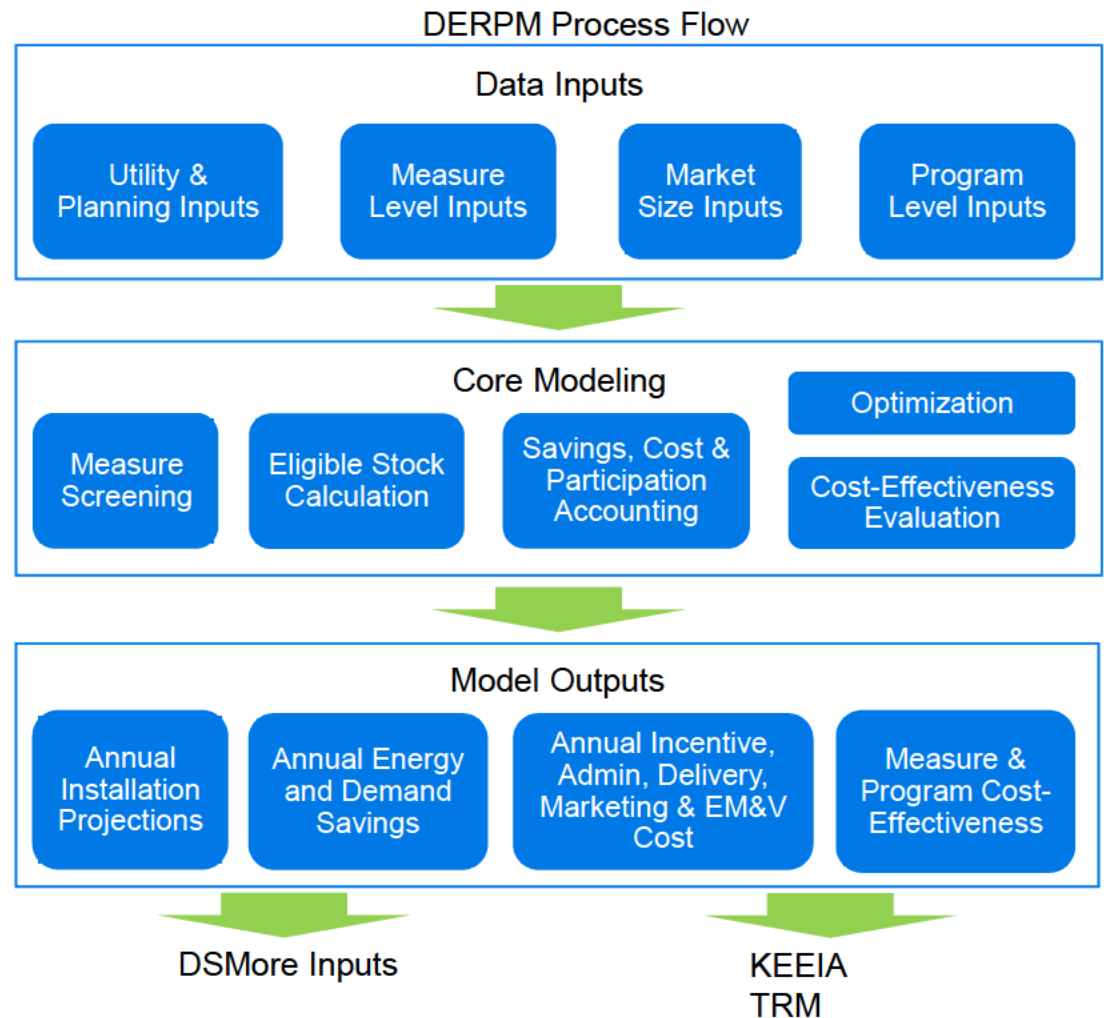 DERPM Process Flow
Data Inputs
Utility &
Planning Inputs
Measure
Level Inputs
Market
Size Inputs
Program
Level Inputs
Core Modeling
Measure
Screening
Eligible Stock
Calculation
Savings, Cost &
Participation
Accounting
Optimization
Cost-Effectiveness
Evaluation
Model Outputs
Annual
Installation
Projections
Annual Energy
and Demand
Savings
Annual Incentive,
Admin, Delivery,
Marketing & EM&V
Cost
Measure &
Program Cost-
Effectiveness
DSMore Inputs
KEEIA
TRM